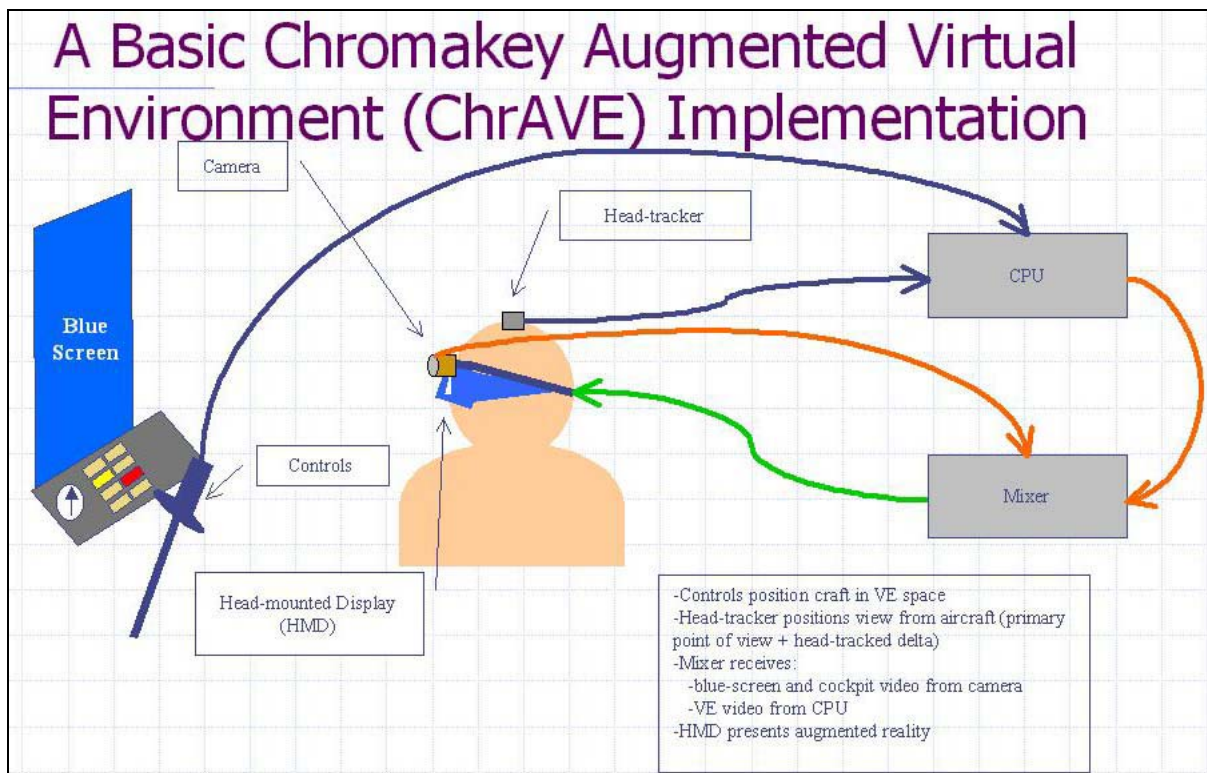 A Basic Chromakey Augmented Virtual
Environment (ChrAVE) Implementation
Camera
Head-tracker
CPU
Blue
Screen
Controls
Mixer
Head-mounted Display
(HMD)
-Controls position craft in VE space
-Head-tracker positions view from aircraft (primary
point of view + head-tracked delta)
-Mixer receives:
-blue-screen and cockpit video from camera
-VE video from CPU
-HMD presents augmented reality